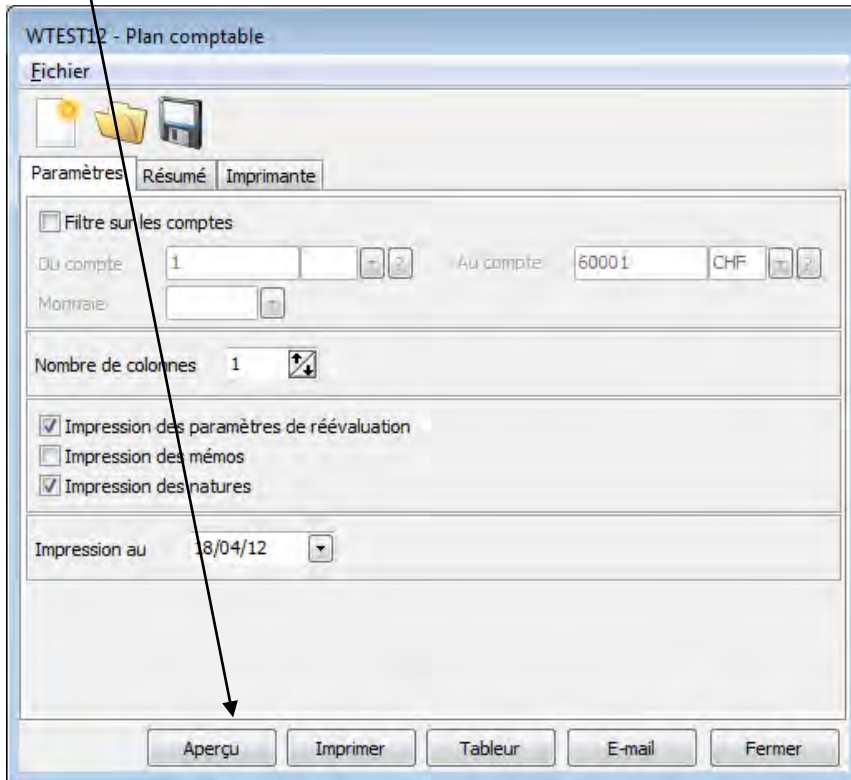 WTEST12 - Plan comptable
Fichier
Paramètres Résumé Imprimante
Filtre sur les comptes
Du compte 1 ? Au compte 60001 CHF ?
Monnaie
Nombre de colonnes 1
Impression des paramètres de réévaluation
Impression des mémos
Impression des natures
Impression au 18/04/12
Aperçu Imprimer Tableur E-mail Fermer